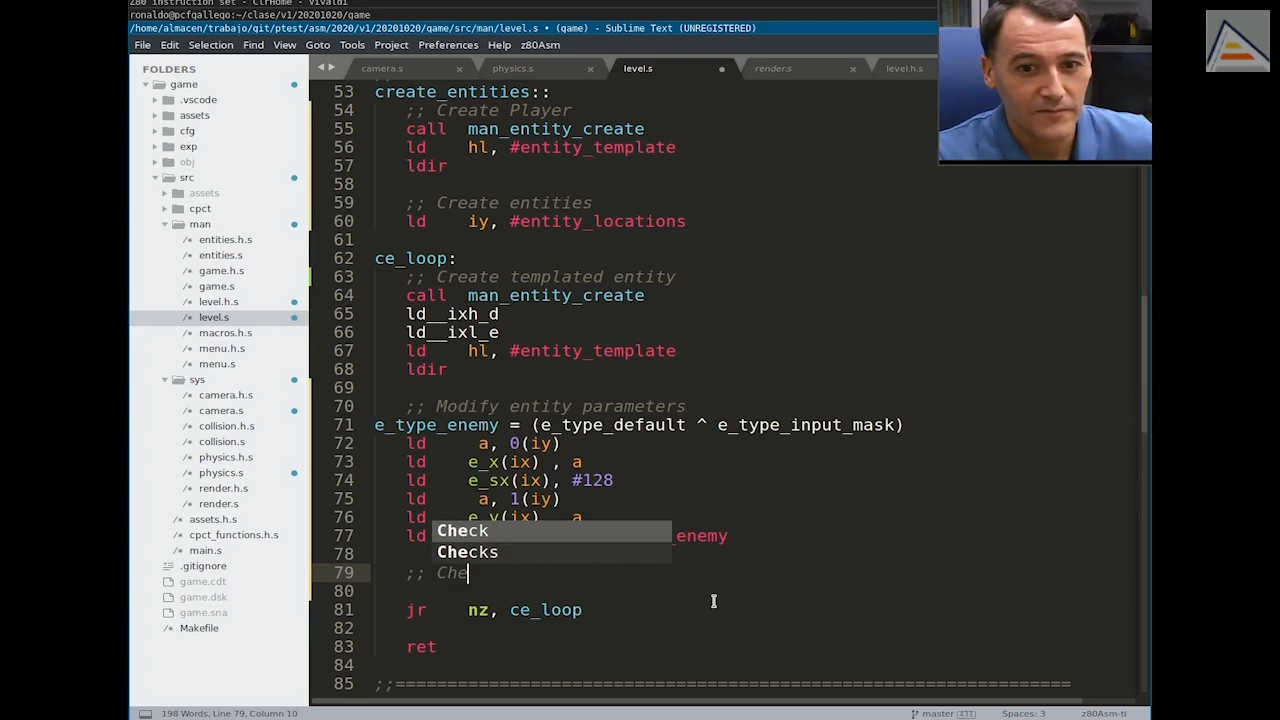 Z80 instruction set - ClrHome - Vivaldi
ronaldo@pcfgallego:~/clase/v1/20201020/game
/home/almacen/trabajo/git/ptest/asm/2020/v1/20201020/game/src/man/level.s • (game) - Sublime Text (UNREGISTERED)
File Edit Selection Find View Goto Tools Project Preferences Help z80Asm
FOLDERS
game
.vscode
assets
cfg
exp
obj
src
assets
cpct
man
entities.h.s
entities.s
game.h.s
game.s
level.h.s
level.s
macros.h.s
menu.h.s
menu.s
sys
camera.h.s
camera.s
collision.h.s
collision.s
physics.h.s
physics.s
render.h.s
render.s
assets.h.s
cpct_functions.h.s
main.s
.gitignore
game.cdt
game.dsk
game.sna
Makefile
camera.s × physics.s × level.s • render.s × level.h.s
53 create_entities::
54 ;; Create Player
55 call man_entity_create
56 ld hl, #entity_template
57 ldir
58
59 ;; Create entities
60 ld iy, #entity_locations
61
62 ce_loop:
63 ;; Create templated entity
64 call man_entity_create
65 ld__ixh_d
66 ld__ixl_e
67 ld hl, #entity_template
68 ldir
69
70 ;; Modify entity parameters
71 e_type_enemy = (e_type_default ^ e_type_input_mask)
72 ld a, 0(iy)
73 ld e_x(ix) , a
74 ld e_sx(ix), #128
75 ld a, 1(iy)
76 ld e_y(ix) , a
77 ld _enemy
78
79 ;; Che
80
81 jr nz, ce_loop
82
83 ret
84
85 ;;=================================================================
Check
Checks
198 Words, Line 79, Column 10 master 431 Spaces: 3 z80Asm-ti